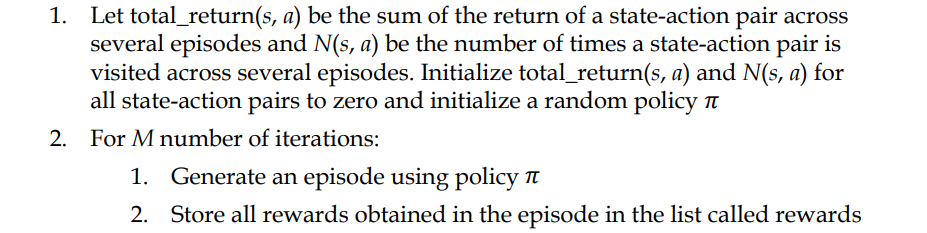 1. Let total_return(s, a) be the sum of the return of a state-action pair across
several episodes and N(s, a) be the number of times a state-action pair is
visited across several episodes. Initialize total_return(s, a) and N(s, a) for
all state-action pairs to zero and initialize a random policy π
2. For M number of iterations:
1. Generate an episode using policy π
2. Store all rewards obtained in the episode in the list called rewards